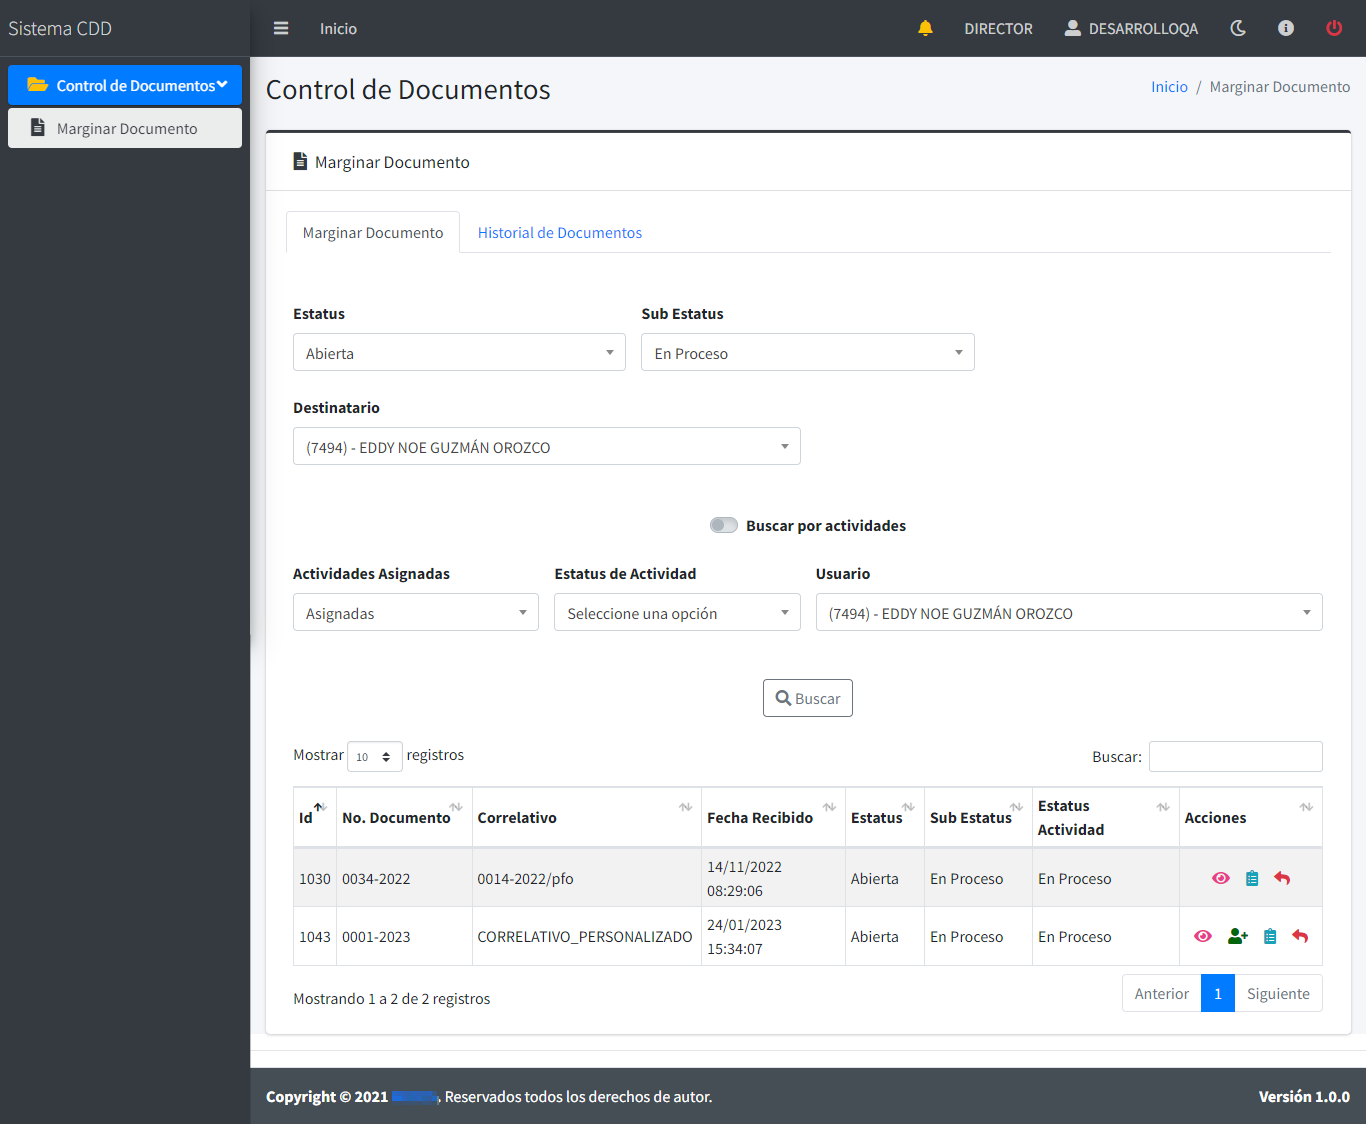 Sistema CDD
Inicio
DIRECTOR
DESARROLLOQA
Control de Documentos
Marginar Documento
Control de Documentos
Inicio / Marginar Documento
Marginar Documento
Marginar Documento
Historial de Documentos
Estatus
Sub Estatus
Abierta
En Proceso
Destinatario
(7494) - EDDY NOE GUZMÁN OROZCO
Buscar por actividades
Actividades Asignadas
Estatus de Actividad
Usuario
Asignadas
Seleccione una opción
(7494) - EDDY NOE GUZMÁN OROZCO
Buscar
Mostrar 10 registros
Buscar:
Id No. Documento Correlativo Fecha Recibido Estatus Sub Estatus Estatus Actividad Acciones
1030 0034-2022 0014-2022/pfo 14/11/2022 08:29:06 Abierta En Proceso En Proceso
1043 0001-2023 CORRELATIVO_PERSONALIZADO 24/01/2023 15:34:07 Abierta En Proceso En Proceso
Mostrando 1 a 2 de 2 registros
Anterior 1 Siguiente
Copyright © 2021 . Reservados todos los derechos de autor.
Versión 1.0.0